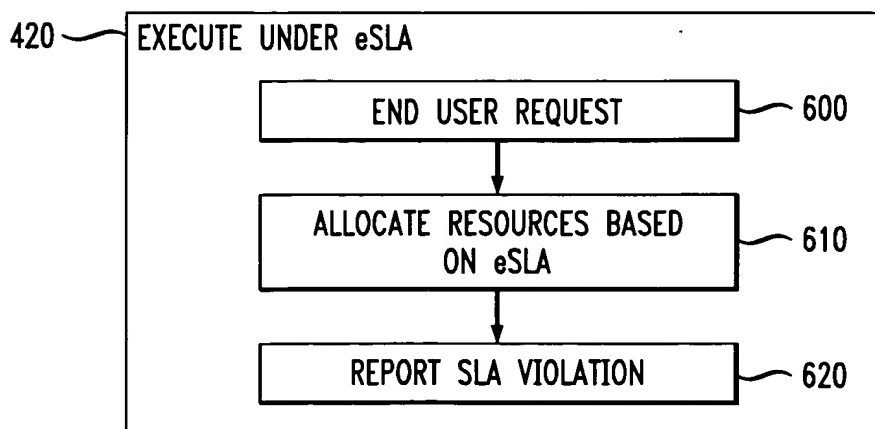 420 EXECUTE UNDER eSLA
END USER REQUEST 600
ALLOCATE RESOURCES BASED
ON eSLA 610
REPORT SLA VIOLATION 620